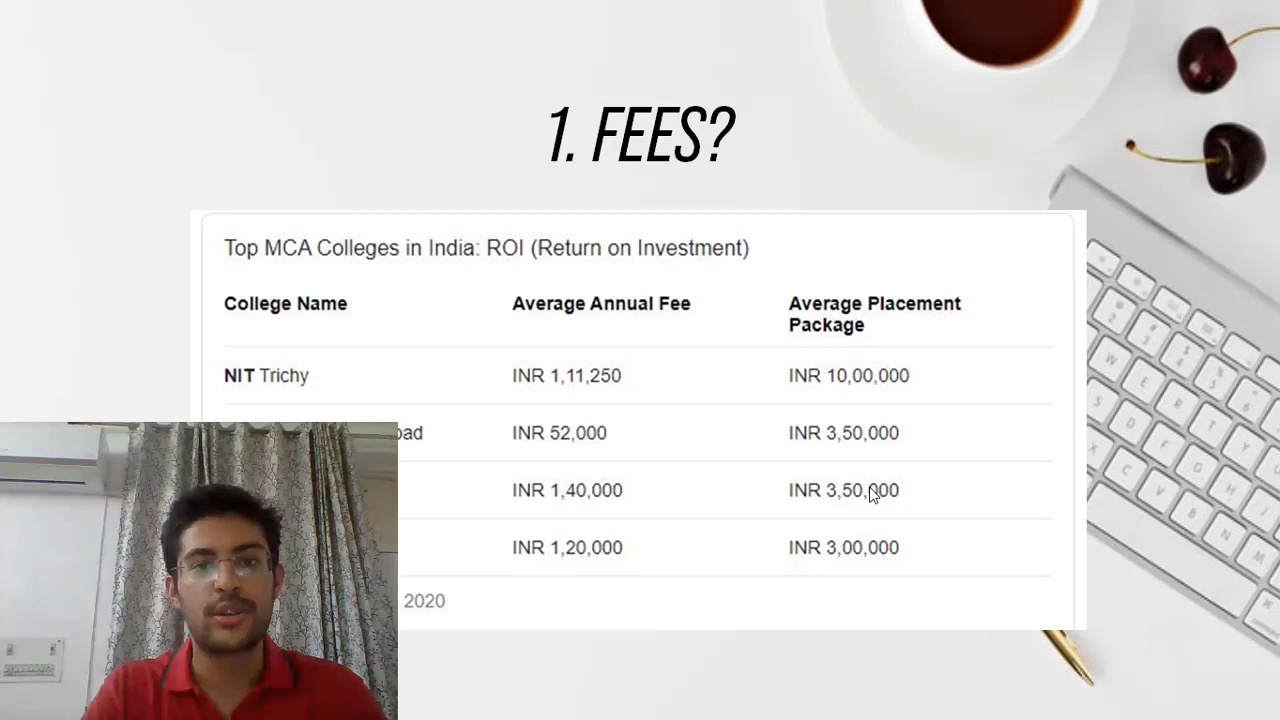 1. FEES?
Top MCA Colleges in India: ROI (Return on Investment)
College Name Average Annual Fee Average Placement Package
NIT Trichy INR 1,11,250 INR 10,00,000
INR 52,000 INR 3,50,000
INR 1,40,000 INR 3,50,000
INR 1,20,000 INR 3,00,000
2020